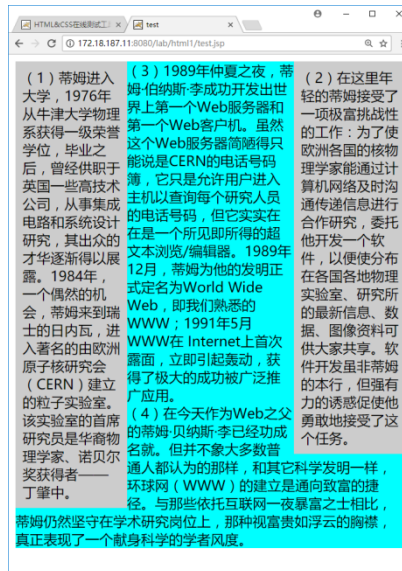 HTML&CSS在线测试工
test
172.18.187.11:8080/lab/html1/test.jsp
（1）蒂姆进入
大学，1976年
从牛津大学物理
系获得一级荣誉
学位，毕业之
后，曾经供职于
英国一些高技术
公司，从事集成
电路和系统设计
研究，其出众的
才华逐渐得以展
露。1984年，
一个偶然的机
会，蒂姆来到瑞
士的日内瓦，进
入著名的由欧洲
原子核研究会
（CERN）建立
的粒子实验室。
该实验室的首席
研究员是华裔物
理学家、诺贝尔
奖获得者——
丁肇中。
（3）1989年仲夏之夜，蒂
姆·伯纳斯·李成功开发出世
界上第一个Web服务器和
第一个Web客户机。虽然
这个Web服务器简陋得只
能说是CERN的电话号码
簿，它只是允许用户进入
主机以查询每个研究人员
的电话号码，但它实实在
在是一个所见即所得的超
文本浏览/编辑器。1989年
12月，蒂姆为他的发明正
式定名为World Wide
Web，即我们熟悉的
WWW；1991年5月
WWW在 Internet上首次
露面，立即引起轰动，获
得了极大的成功被广泛推
广应用。
（4）在今天作为Web之父
的蒂姆·贝纳斯·李已经功成
名就。但并不象大多数普
通人都认为的那样，和其它科学发明一样，
环球网（WWW）的建立是通向致富的捷
径。与那些依托互联网一夜暴富之士相比，
蒂姆仍然坚守在学术研究岗位上，那种视富贵如浮云的胸襟，
真正表现了一个献身科学的学者风度。
（2）在这里年
轻的蒂姆接受了
一项极富挑战性
的工作：为了使
欧洲各国的核物
理学家能通过计
算机网络及时沟
通传递信息进行
合作研究，委托
他开发一个软
件，以便使分布
在各国各地物理
实验室、研究所
的最新信息、数
据、图像资料可
供大家共享。软
件开发虽非蒂姆
的本行，但强有
力的诱惑促使他
勇敢地接受了这
个任务。